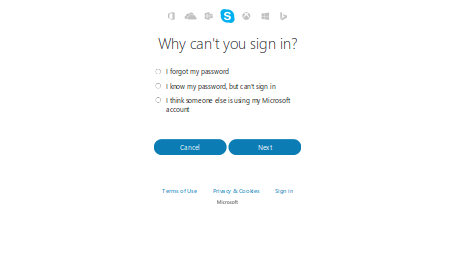 Why can't you sign in?
I forgot my password
I know my password, but can't sign in
I think someone else is using my Microsoft
account
Cancel Next
Terms of Use Privacy & Cookies Sign in
Microsoft